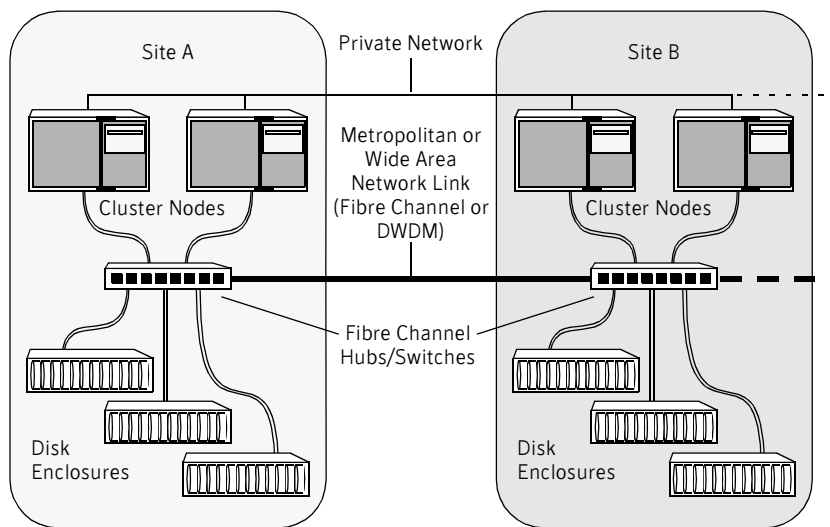 Site A
Private Network
Site B
Metropolitan or
Wide Area
Network Link
(Fibre Channel or
DWDM)
Cluster Nodes
Cluster Nodes
Fibre Channel
Hubs/Switches
Disk
Enclosures
Disk
Enclosures